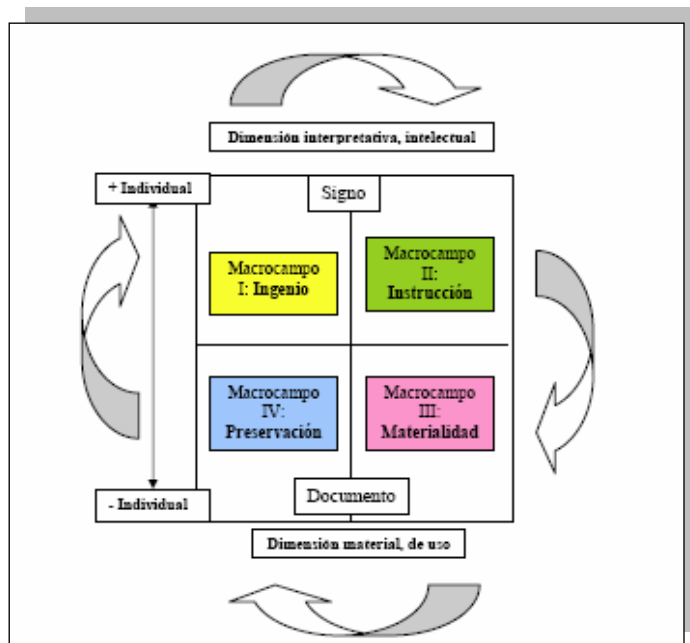 Dimensión interpretativa, intelectual
+ Individual
Signo
Macrocampo
I: Ingenio
Macrocampo
II:
Instrucción
Macrocampo
IV:
Preservación
Macrocampo
III:
Materialidad
- Individual
Documento
Dimensión material, de uso